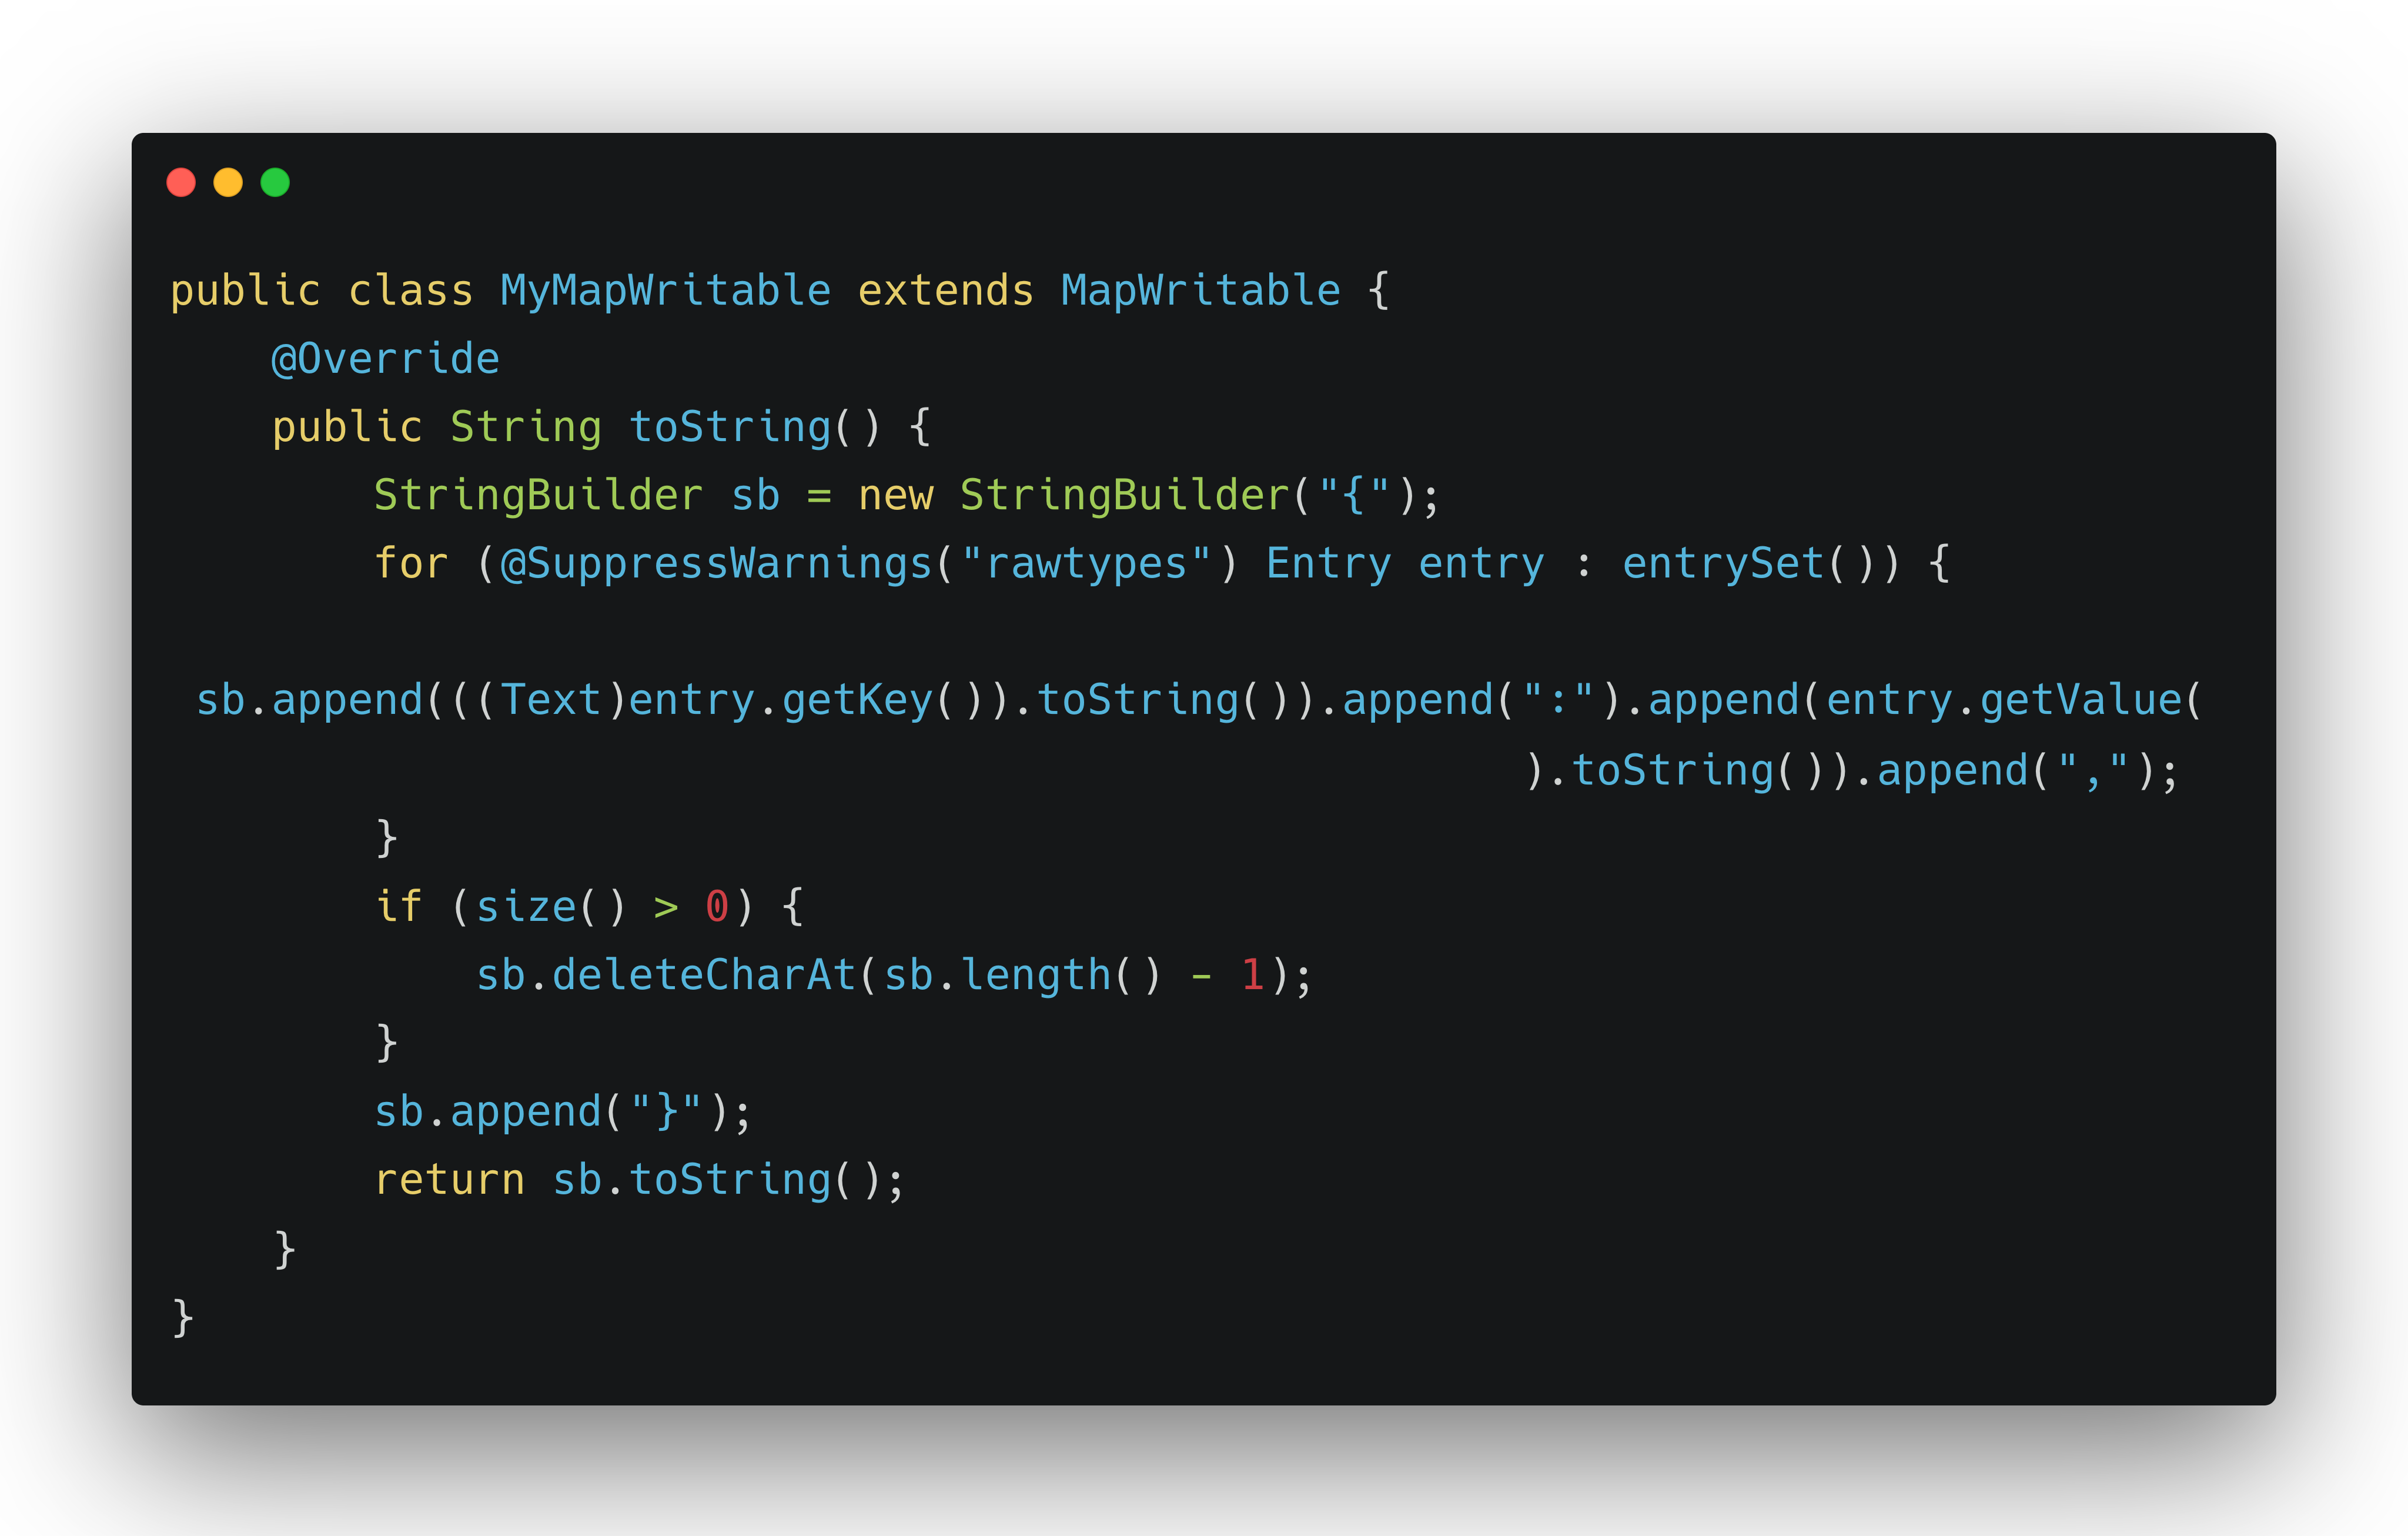 public class MyMapWritable extends MapWritable {
    @Override
    public String toString() {
        StringBuilder sb = new StringBuilder("{");
        for (@SuppressWarnings("rawtypes") Entry entry : entrySet()) {

 sb.append(((Text)entry.getKey()).toString()).append(":").append(entry.getValue(
                                                     ).toString()).append(",");
        }
        if (size() > 0) {
            sb.deleteCharAt(sb.length() - 1);
        }
        sb.append("}");
        return sb.toString();
    }
}